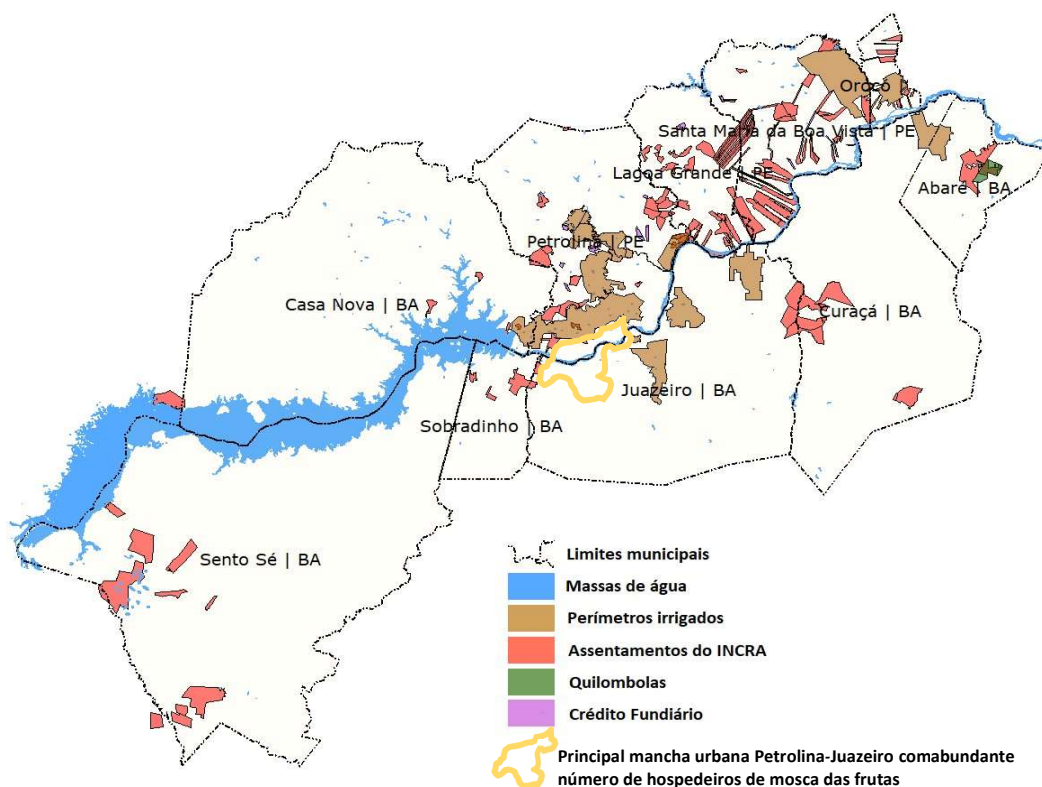 Orocó |
Santa Maria da Boa Vista | PE
Lagoa Grande | PE
Abaré | BA
Petrolina | PE
Casa Nova | BA
Curaçá | BA
Juazeiro | BA
Sobradinho | BA
Sento Sé | BA
Limites municipais
Massas de água
Perímetros irrigados
Assentamentos do INCRA
Quilombolas
Crédito Fundiário
Principal mancha urbana Petrolina-Juazeiro comabundante
número de hospedeiros de mosca das frutas